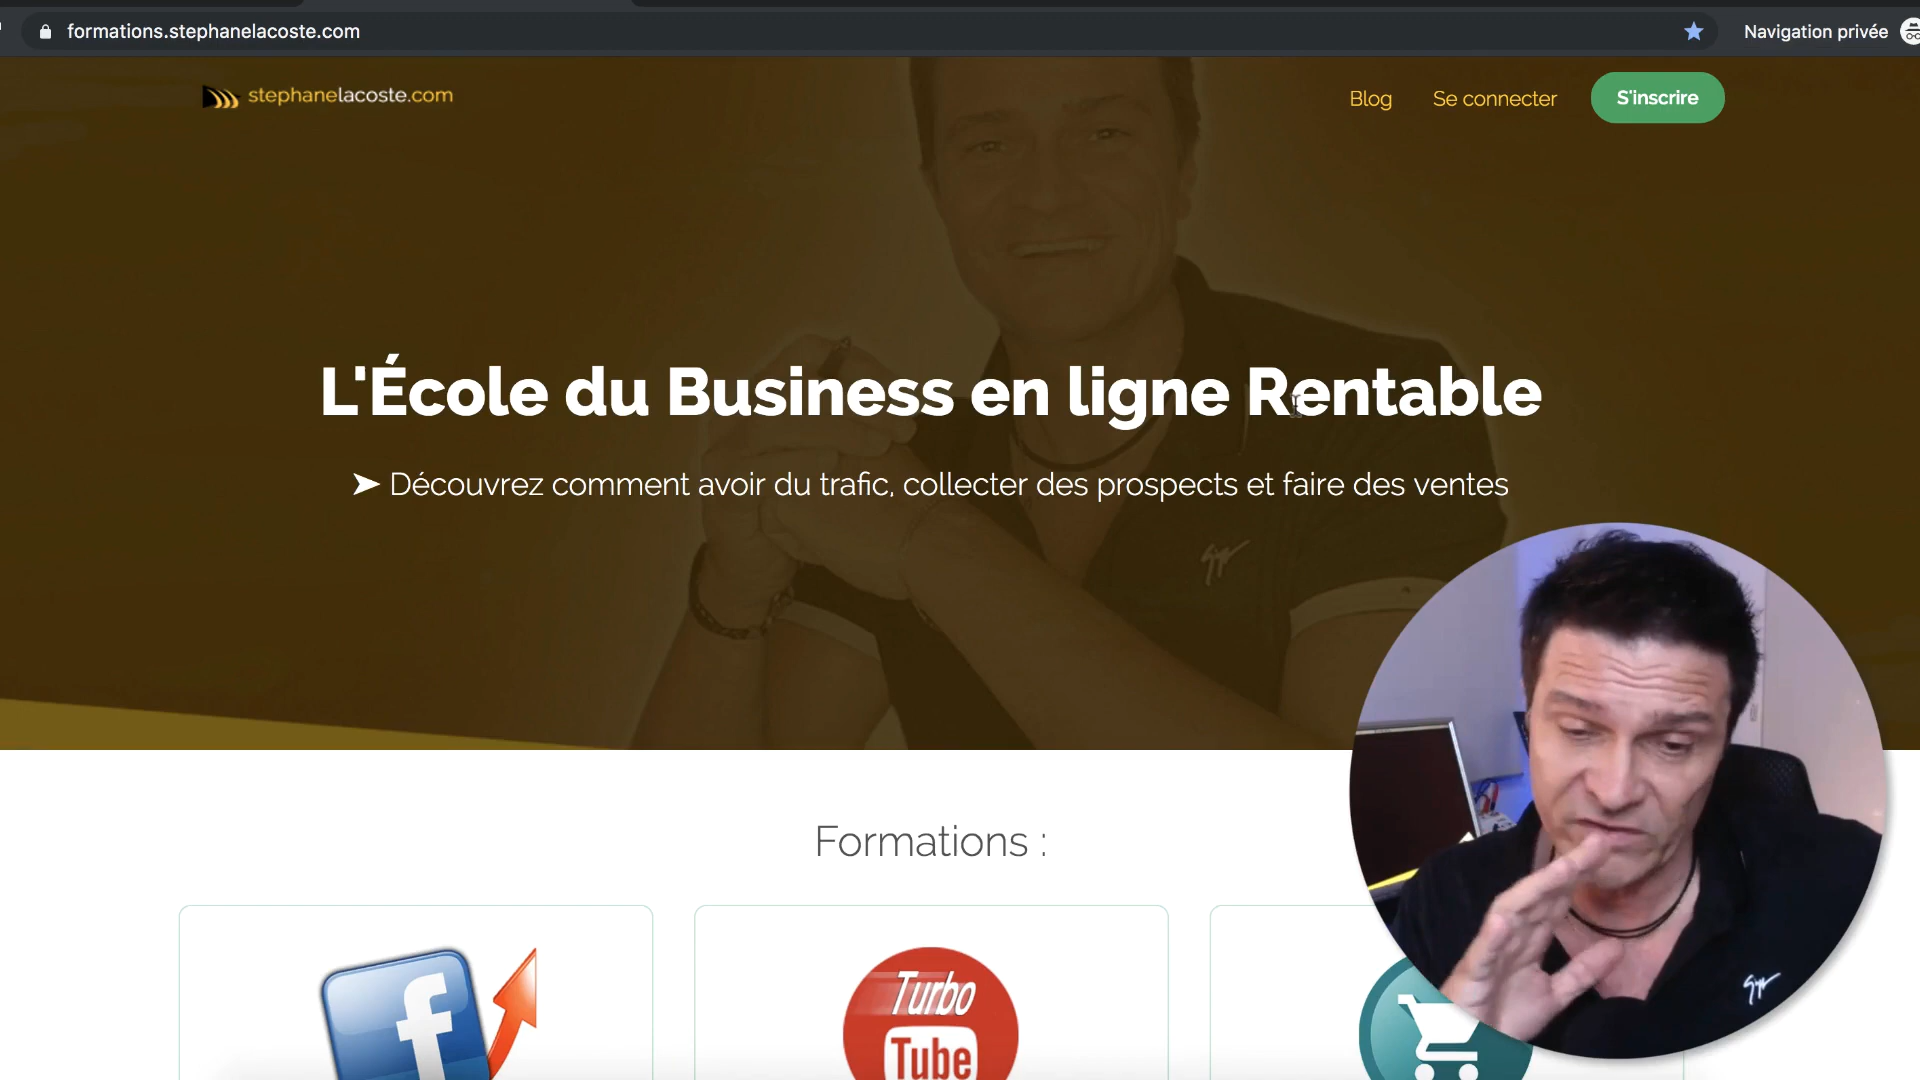 formations.stephanelacoste.com
Navigation privée
stephanelacoste.com
Blog
Se connecter
S'inscrire
L'École du Business en ligne Rentable
➤ Découvrez comment avoir du trafic, collecter des prospects et faire des ventes
Formations :
f
Turbo
Tube